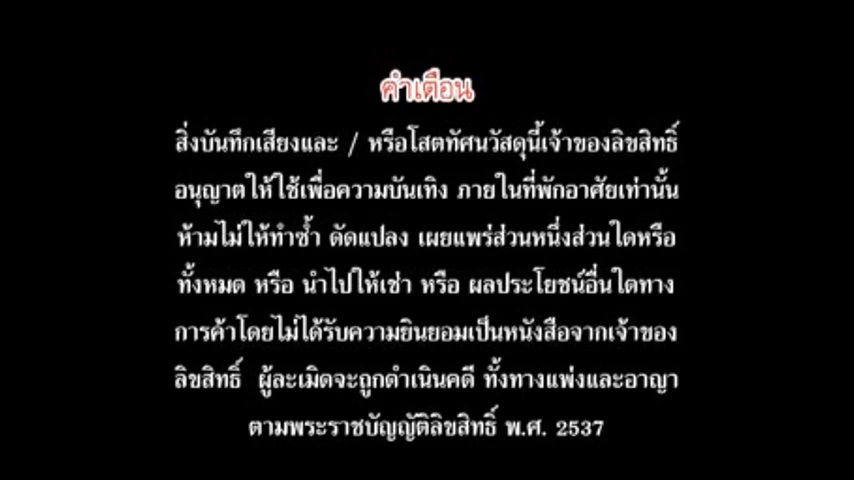 คำเตือน
สิ่งบันทึกเสียงและ / หรือโสตทัศนวัสดุนี้เจ้าของลิขสิทธิ์
อนุญาตให้ใช้เพื่อความบันเทิง ภายในที่พักอาศัยเท่านั้น
ห้ามไม่ให้ทำซ้ำ ดัดแปลง เผยแพร่ส่วนหนึ่งส่วนใดหรือ
ทั้งหมด หรือ นำไปให้เช่า หรือ ผลประโยชน์อื่นใดทาง
การค้าโดยไม่ได้รับความยินยอมเป็นหนังสือจากเจ้าของ
ลิขสิทธิ์ ผู้ละเมิดจะถูกดำเนินคดี ทั้งทางแพ่งและอาญา
ตามพระราชบัญญัติลิขสิทธิ์ พ.ศ. 2537